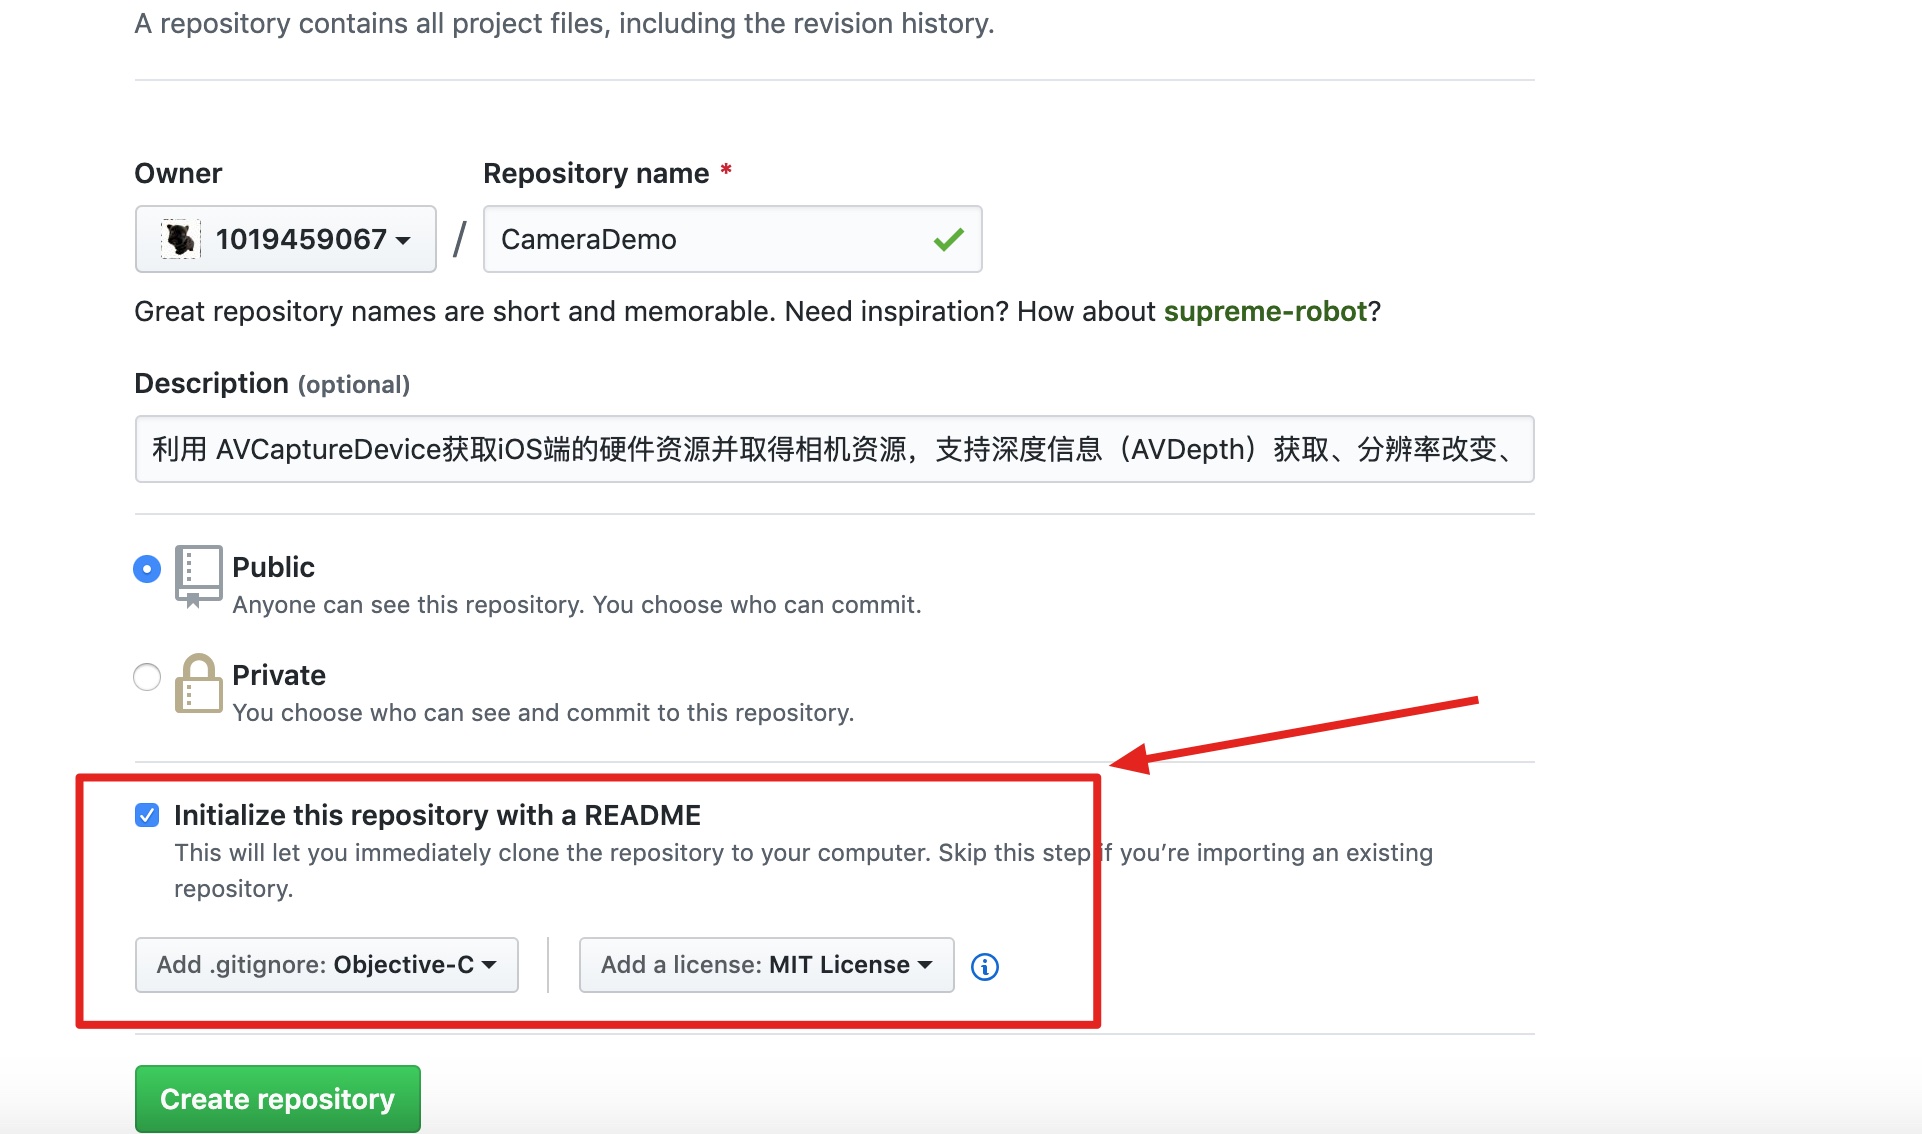 A repository contains all project files, including the revision history.
Owner
Repository name *
1019459067 / CameraDemo
Great repository names are short and memorable. Need inspiration? How about supreme-robot?
Description (optional)
利用 AVCaptureDevice获取iOS端的硬件资源并取得相机资源，支持深度信息（AVDepth）获取、分辨率改变、
Public
Anyone can see this repository. You choose who can commit.
Private
You choose who can see and commit to this repository.
Initialize this repository with a README
This will let you immediately clone the repository to your computer. Skip this step if you’re importing an existing
repository.
Add .gitignore: Objective-C
Add a license: MIT License
Create repository